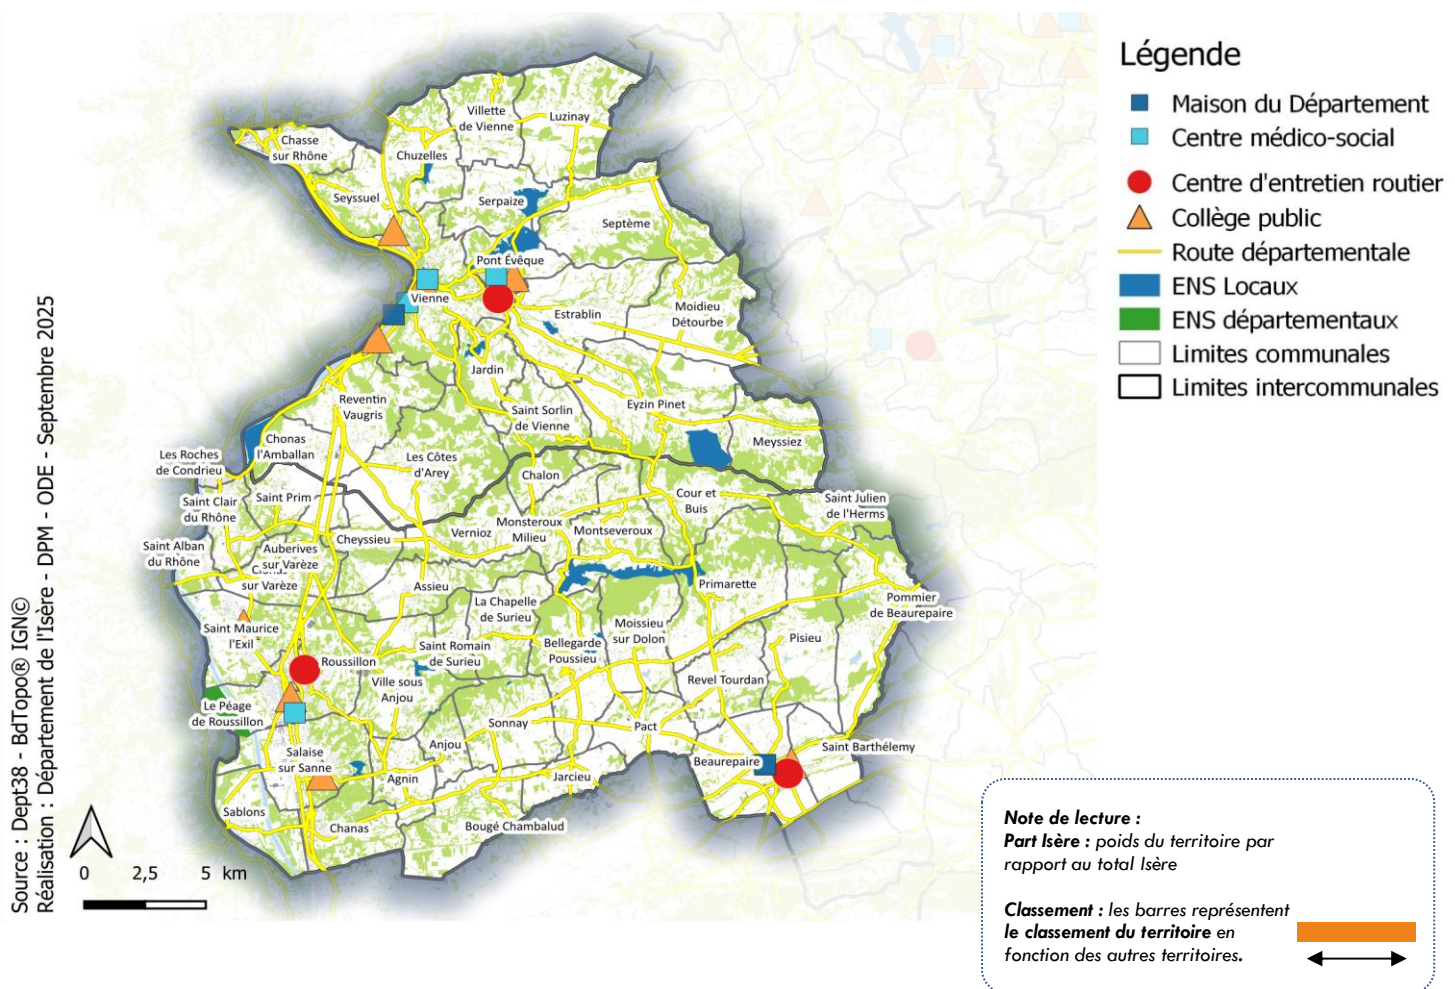 Légende
Maison du Département
Centre médico-social
Centre d'entretien routier
Collège public
Route départementale
ENS Locaux
ENS départementaux
Limites communales
Limites intercommunales
Villette
de Vienne
Luzinay
Chasse
sur Rhône
Chuzelles
Seyssuel
Serpaize
Septème
Pont Évêque
Vienne
Estrablin
Moidieu
Détourbe
Jardin
Reventin
Vaugris
Saint Sorlin
de Vienne
Eyzin Pinet
Meyssiez
Chonas
l'Amballan
Les Roches
de Condrieu
Les Côtes
d'Arey
Chalon
Saint Clair
du Rhône
Saint Prim
Cour et
Buis
Saint Julien
de l'Herms
Monsteroux
Milieu
Vernioz
Montseveroux
Cheyssieu
Saint Alban
du Rhône
Auberives
sur Varèze
sur Varèze
Assieu
Primarette
Pommier
de Beaurepaire
La Chapelle
de Surieu
Moissieu
sur Dolon
Saint Maurice
l'Exil
Saint Romain
de Surieu
Bellegarde
Poussieu
Pisieu
Roussillon
Ville sous
Anjou
Revel Tourdan
Le Péage
de Roussillon
Sonnay
Pact
Anjou
Salaise
sur Sanne
Saint Barthélemy
Beaurepaire
Agnin
Jarcieu
Sablons
Chanas
Bougé Chambalud
0 2,5 5 km
Source : Dept38 - BdTopo® IGN©
Réalisation : Département de l'Isère - DPM - ODE - Septembre 2025
Note de lecture :
Part Isère : poids du territoire par
rapport au total Isère
Classement : les barres représentent
le classement du territoire en
fonction des autres territoires.